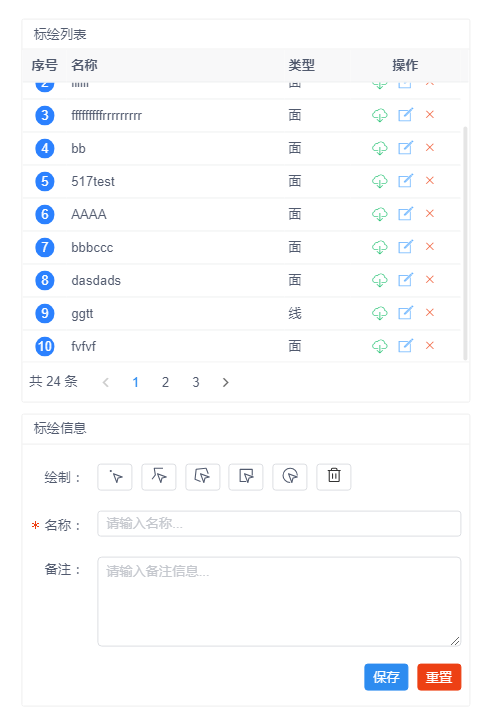 标绘列表
序号 名称 类型 操作
2 面
3 fffffffffrrrrrrrrr 面
4 bb 面
5 517test 面
6 AAAA 面
7 bbbccc 面
8 dasdads 面
9 ggtt 线
10 fvfvf 面
共 24 条 1 2 3
标绘信息
绘制：
* 名称： 请输入名称...
备注： 请输入备注信息...
保存 重置